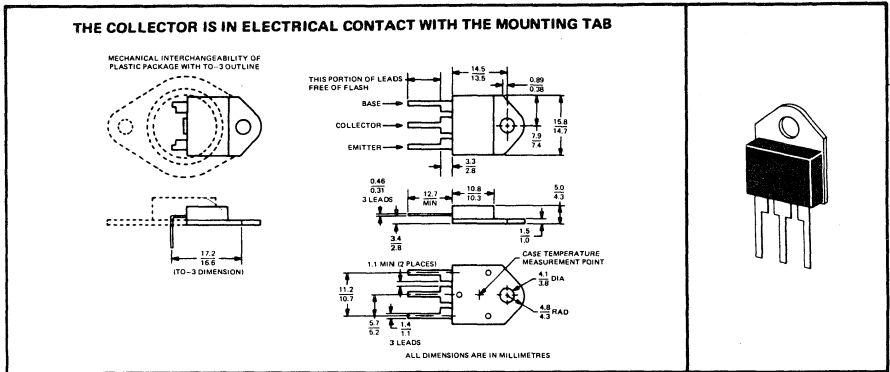 THE COLLECTOR IS IN ELECTRICAL CONTACT WITH THE MOUNTING TAB
MECHANICAL INTERCHANGEABILITY OF
PLASTIC PACKAGE WITH TO-3 OUTLINE
THIS PORTION OF LEADS
FREE OF FLASH
14.5
13.5
0.89
0.38
BASE
COLLECTOR
EMITTER
15.8
14.7
7.9
7.4
3.3
2.8
0.46
0.31
3 LEADS
12.7
MIN
10.8
10.3
5.0
4.3
3.4
2.8
1.5
1.0
17.2
16.6
(TO-3 DIMENSION)
1.1 MIN (2 PLACES)
CASE TEMPERATURE
MEASUREMENT POINT
4.1
3.8
DIA
4.8
4.3
RAD
11.2
10.7
5.7
5.2
1.4
1.1
3 LEADS
ALL DIMENSIONS ARE IN MILLIMETRES